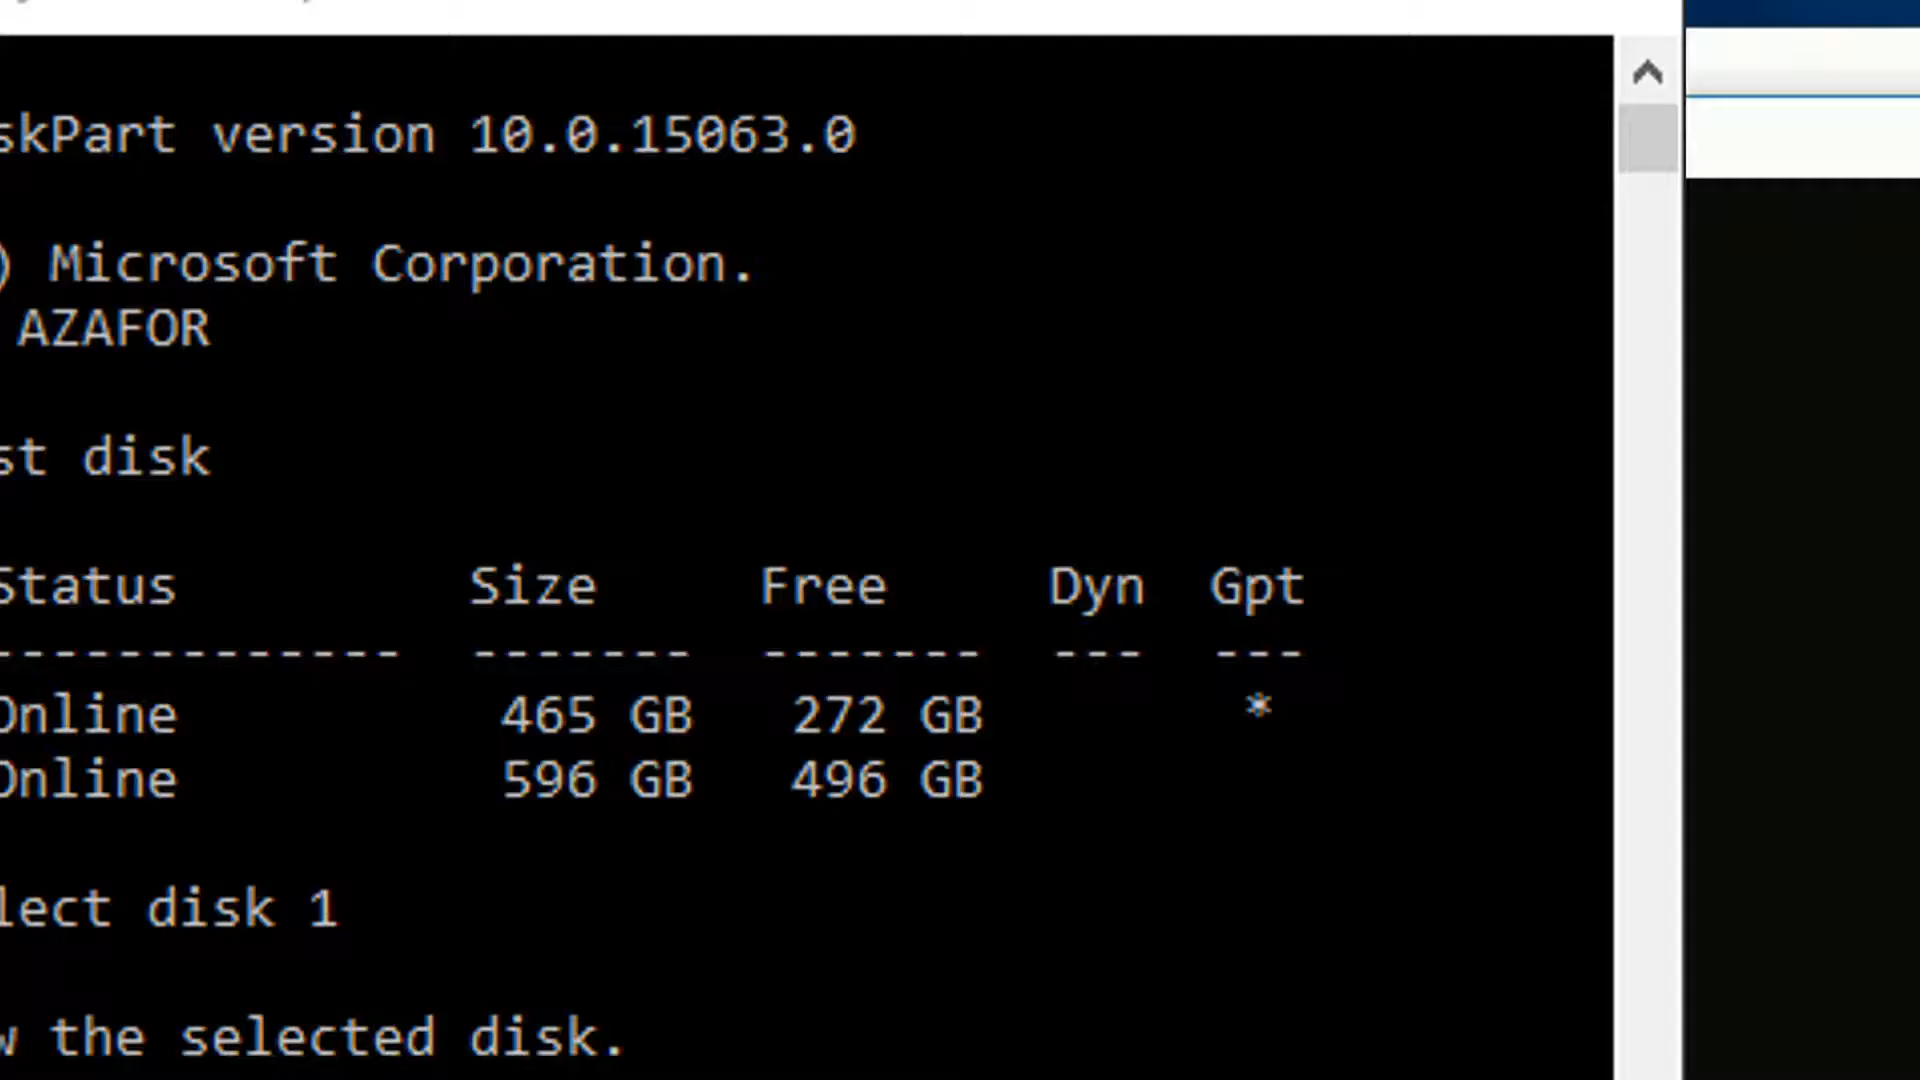 skPart version 10.0.15063.0
) Microsoft Corporation.
AZAFOR
st disk
Status Size Free Dyn Gpt
------------- ------- ------- --- ---
Online 465 GB 272 GB *
Online 596 GB 496 GB
lect disk 1
w the selected disk.